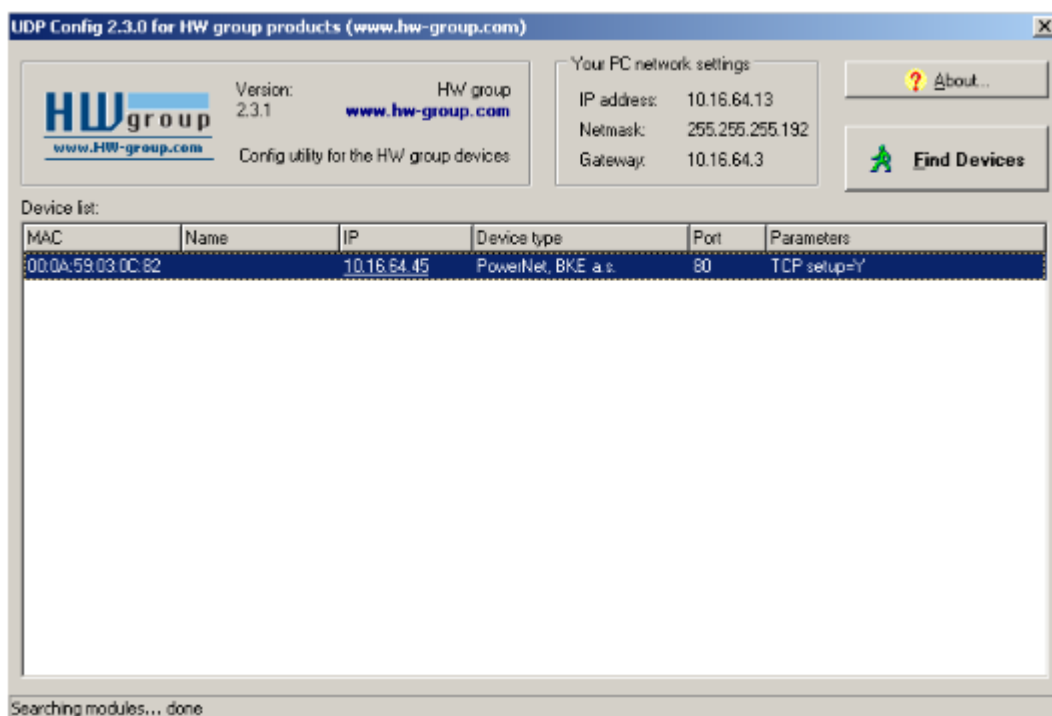 UDP Config 2.3.0 for HW group products (www.hw-group.com)
HWgroup
www.HW-group.com
Version: HW group
2.3.1 www.hw-group.com
Config utility for the HW group devices
Your PC network settings
IP address: 10.16.64.13
Netmask: 255.255.255.192
Gateway: 10.16.64.3
? About...
Find Devices
Device list:
MAC Name IP Device type Port Parameters
00:0A:59:03:0C:82 10.16.64.45 PowerNet, BKE a.s. 80 TCP setup=Y
Searching modules... done